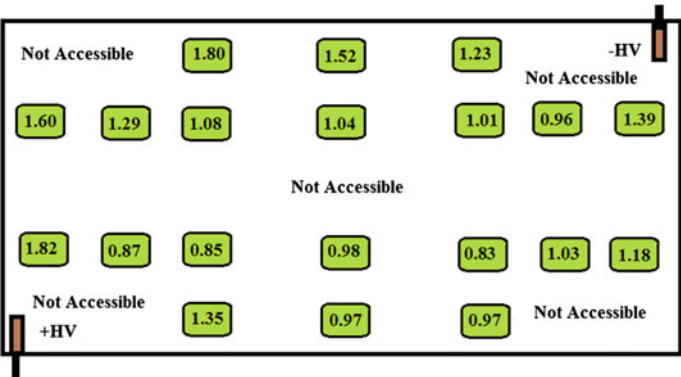 Not Accessible 1.80 1.52 1.23 -HV
Not Accessible
1.60 1.29 1.08 1.04 1.01 0.96 1.39
Not Accessible
1.82 0.87 0.85 0.98 0.83 1.03 1.18
Not Accessible
+HV 1.35 0.97 0.97 Not Accessible